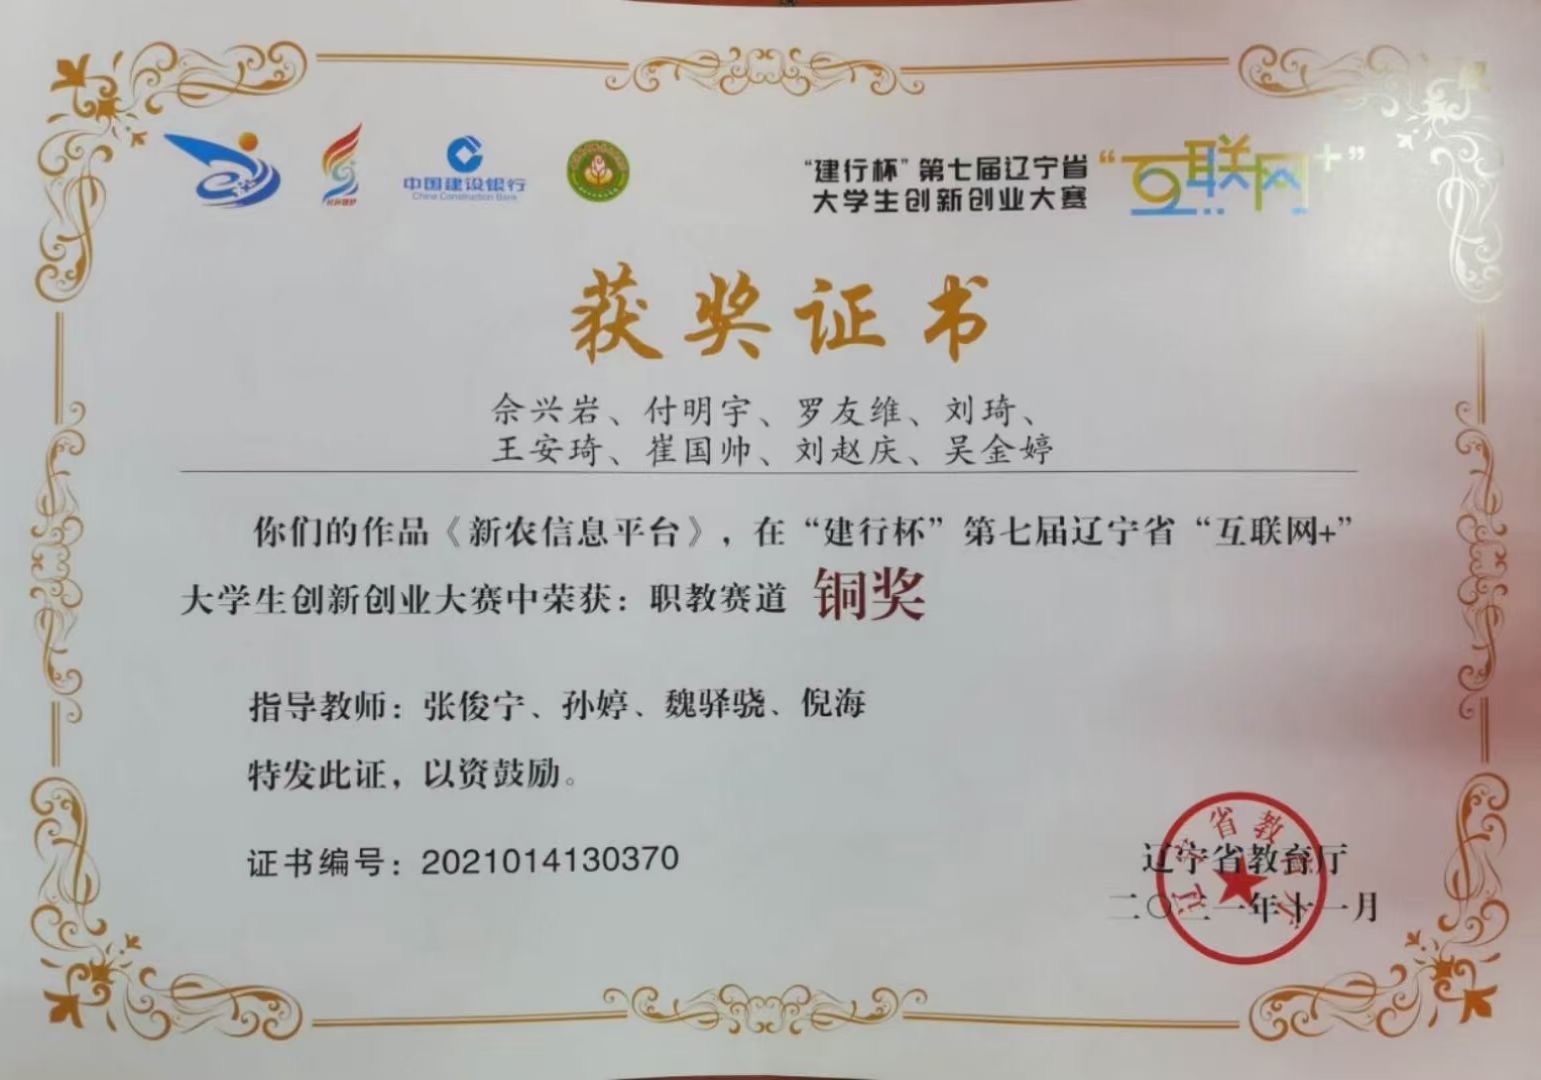 中国建设银行
China Construction Bank
“建行杯”第七届辽宁省
大学生创新创业大赛
“互联网+”
获奖证书
佘兴岩、付明宇、罗友维、刘琦、
王安琦、崔国帅、刘赵庆、吴金婷
你们的作品《新农信息平台》，在“建行杯”第七届辽宁省“互联网+”
大学生创新创业大赛中荣获：职教赛道 铜奖
指导教师：张俊宁、孙婷、魏驿骁、倪海
特发此证，以资鼓励。
证书编号：2021014130370
辽宁省教育厅
二〇二一年十一月